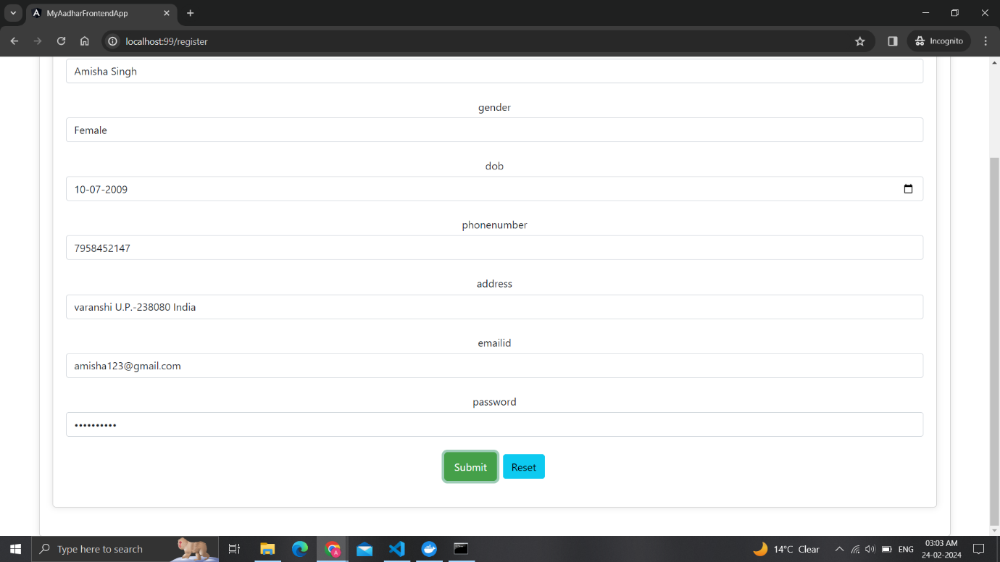 MyAadharFrontendApp
localhost:99/register
Incognito
Amisha Singh
gender
Female
dob
10-07-2009
phonenumber
7958452147
address
varanshi U.P.-238080 India
emailid
amisha123@gmail.com
password
••••••••••
Submit Reset
Type here to search
14°C Clear
ENG
03:03 AM
24-02-2024